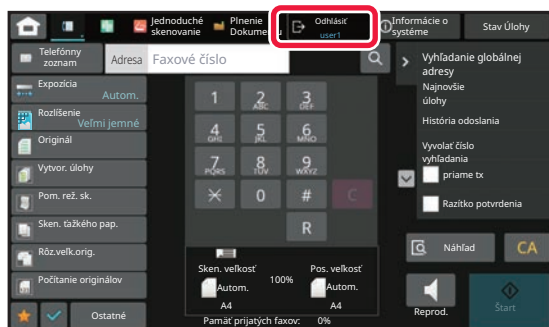 Jednoduché
skenovanie
Plnenie
Dokume u
Odhlásiť
user1
Informácie o
systéme
Stav Úlohy
Telefónny
zoznam
Adresa
Faxové číslo
Expozícia
Autom.
Rozlíšenie
Veľmi jemné
Originál
Vytvor. úlohy
Pom. rež. sk.
Sken. ťažkého pap.
Rôz.veľk.orig.
Počítanie originálov
Ostatné
1
2
ABC
3
DEF
4
GHI
5
JKL
6
MNO
7
PQRS
8
TUV
9
WXYZ
0
#
C
R
Sken. veľkosť
100%
Pos. veľkosť
Autom.
Autom.
A4
A4
Pamäť prijatých faxov: 0%
Vyhľadanie globálnej
adresy
Najnovšie
úlohy
História odoslania
Vyvolať číslo
vyhľadania
priame tx
Razítko potvrdenia
Náhľad
CA
Reprod.
Štart